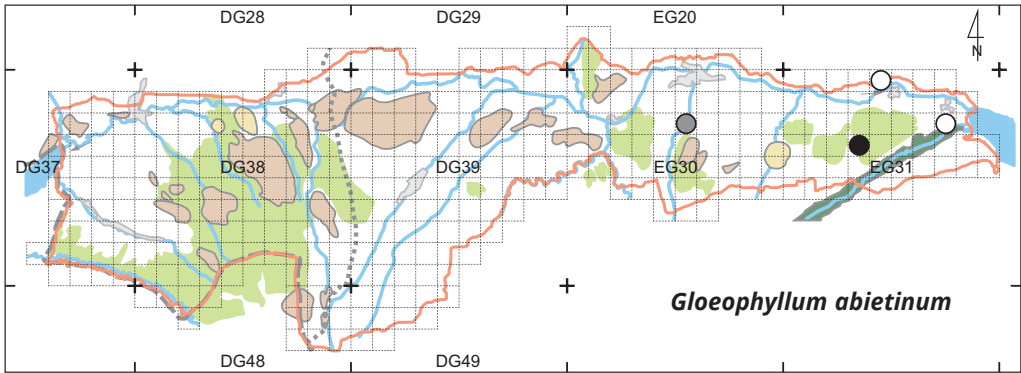 DG28 DG29 EG20
N
DG37 DG38 DG39 EG30 EG31
Gloeophyllum abietinum
DG48 DG49